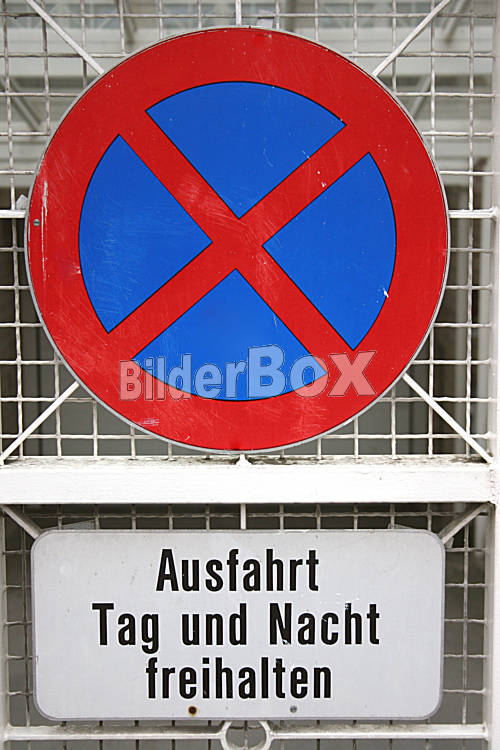 BilderBOX
Ausfahrt
Tag und Nacht
freihalten